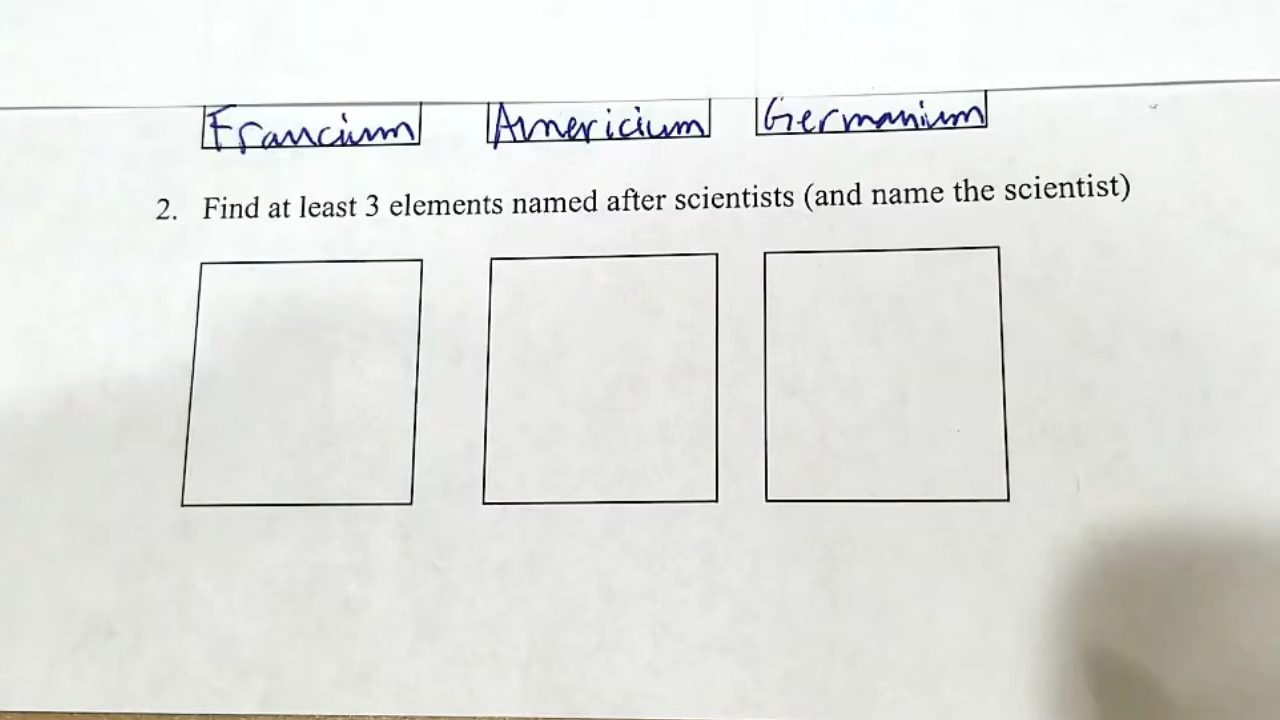 Francium Americium Germanium
2. Find at least 3 elements named after scientists (and name the scientist)